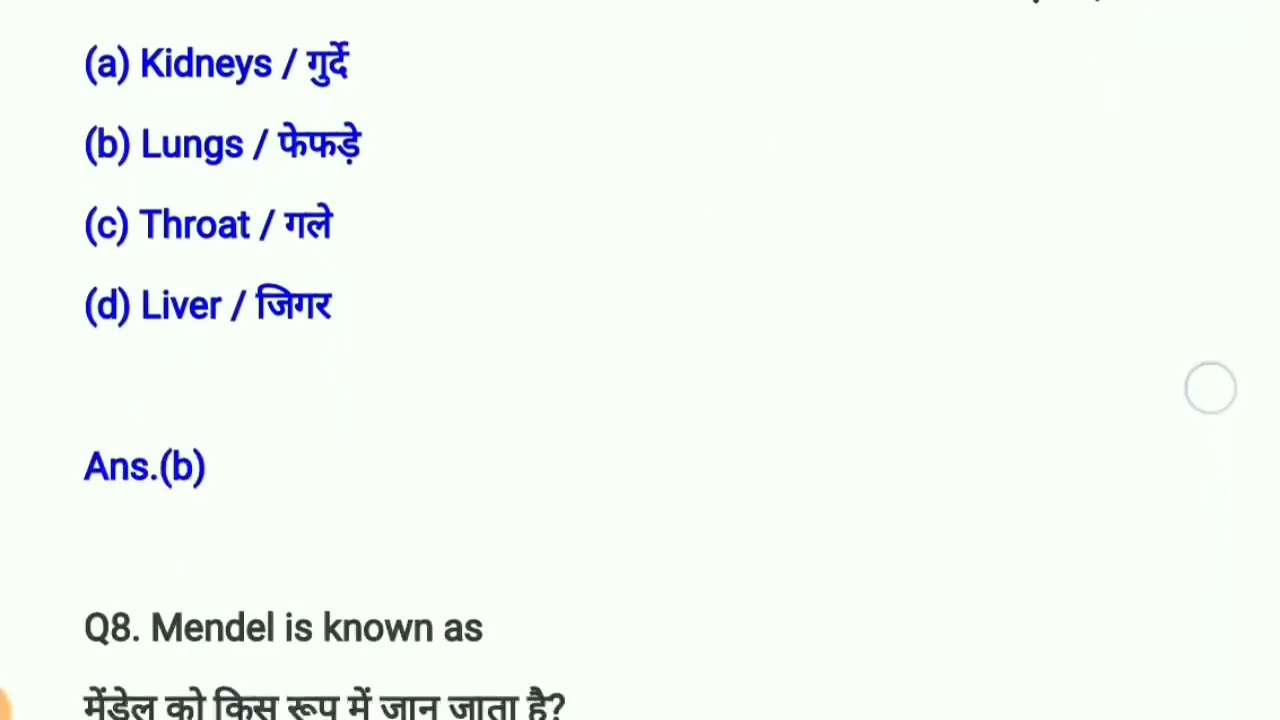 (a) Kidneys / गुर्दे
(b) Lungs / फेफड़े
(c) Throat / गले
(d) Liver / जिगर
Ans.(b)
Q8. Mendel is known as
मेंडेल को किस रूप में जान जाता है?